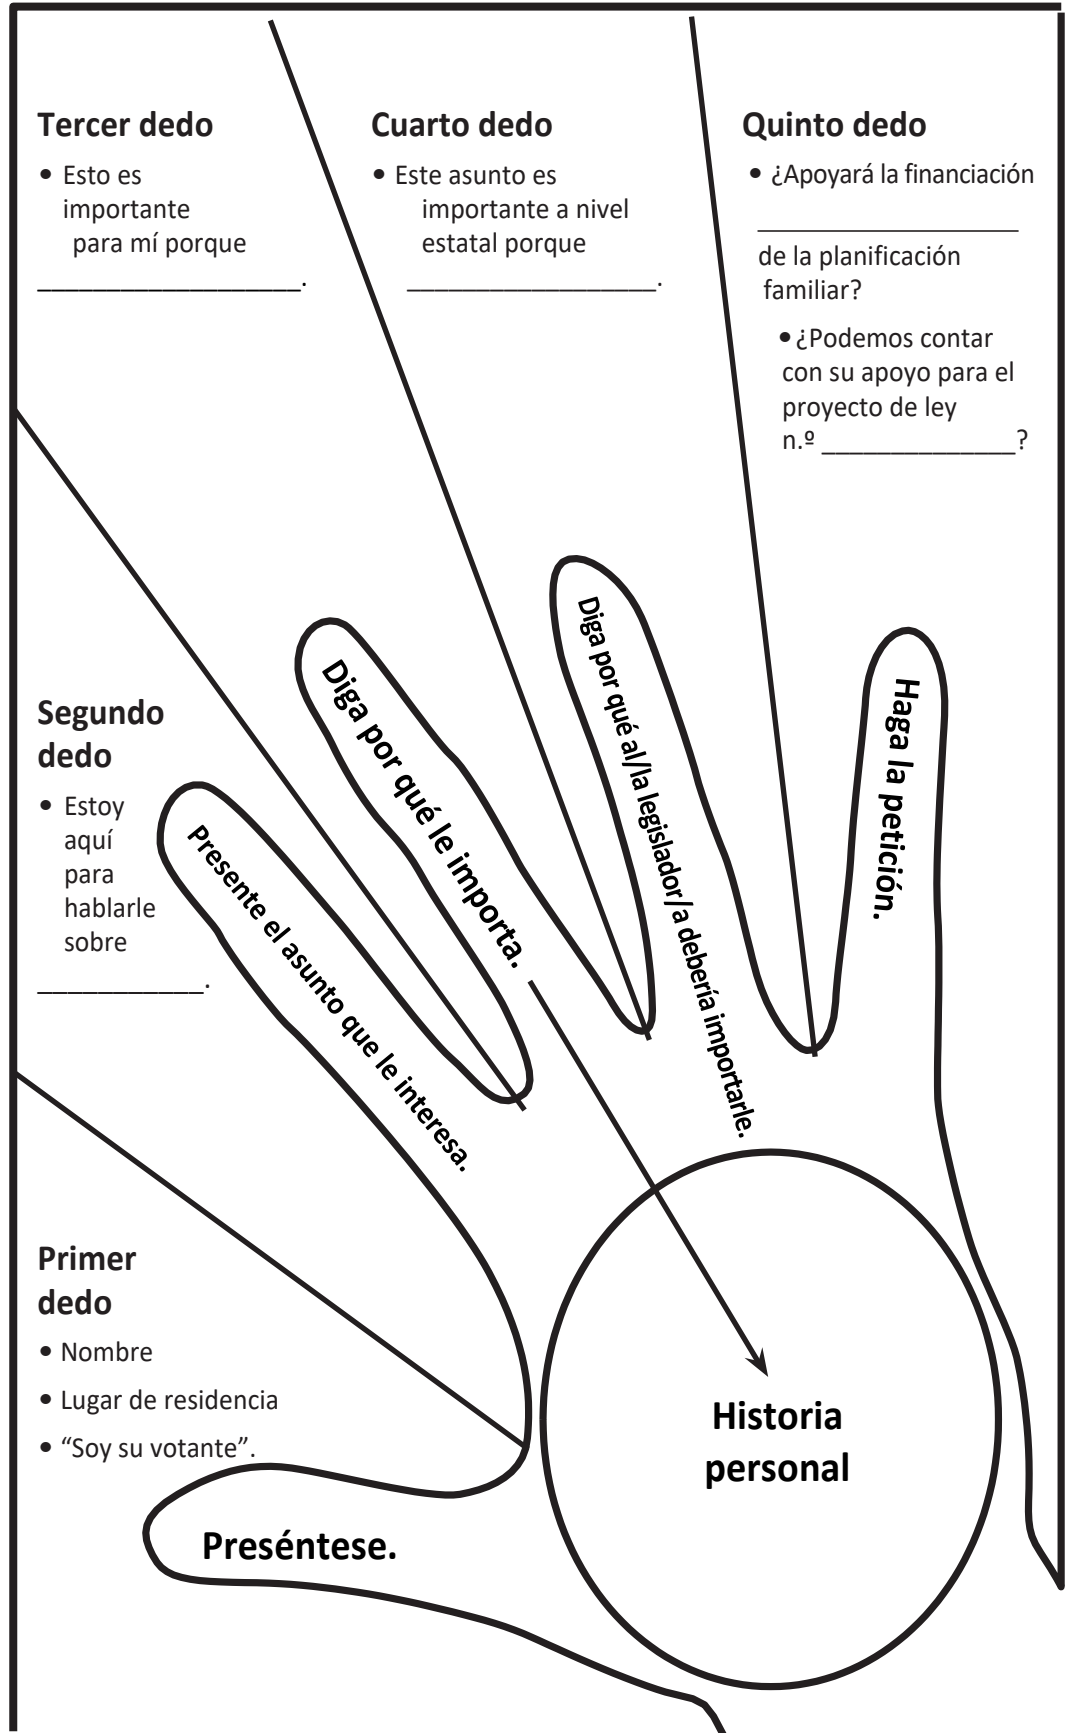 Tercer dedo
• Esto es
importante
para mí porque
___________________.
Cuarto dedo
• Este asunto es
importante a nivel
estatal porque
__________________.
Quinto dedo
• ¿Apoyará la financiación
___________________
de la planificación
familiar?
• ¿Podemos contar
con su apoyo para el
proyecto de ley
n.º ______________?
Segundo
dedo
• Estoy
aquí
para
hablarle
sobre
____________.
Primer
dedo
• Nombre
• Lugar de residencia
• “Soy su votante”.
Preséntese.
Presente el asunto que le interesa.
Diga por qué le importa.
Diga por qué al/la legislador/a debería importarle.
Haga la petición.
Historia
personal